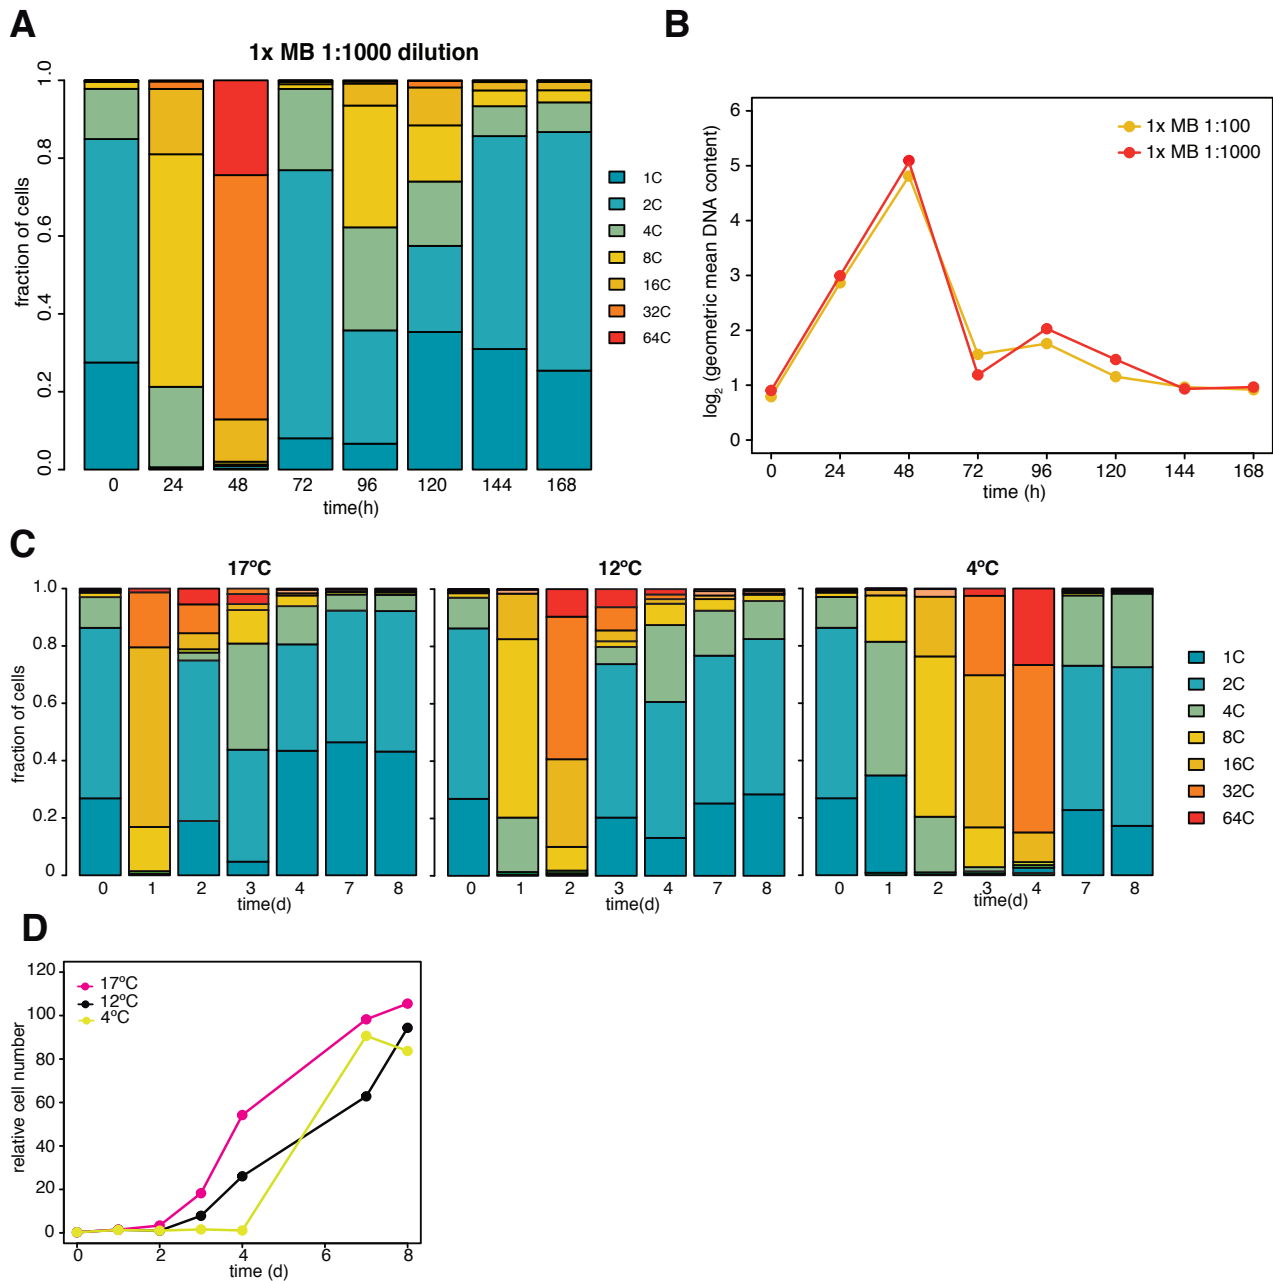 A
1x MB 1:1000 dilution
fraction of cells
1.0
0.8
0.6
0.4
0.2
0.0
0 24 48 72 96 120 144 168
time(h)
1C
2C
4C
8C
16C
32C
64C
B
log2 (geometric mean DNA content)
6
5
4
3
2
1
0
1x MB 1:100
1x MB 1:1000
0 24 48 72 96 120 144 168
time (h)
C
17ºC 12ºC 4ºC
fraction of cells
1.0
0.8
0.6
0.4
0.2
0
0 1 2 3 4 7 8
time(d)
0 1 2 3 4 7 8
time(d)
0 1 2 3 4 7 8
time(d)
1C
2C
4C
8C
16C
32C
64C
D
relative cell number
120
100
80
60
40
20
0
17ºC
12ºC
4ºC
0 2 4 6 8
time (d)